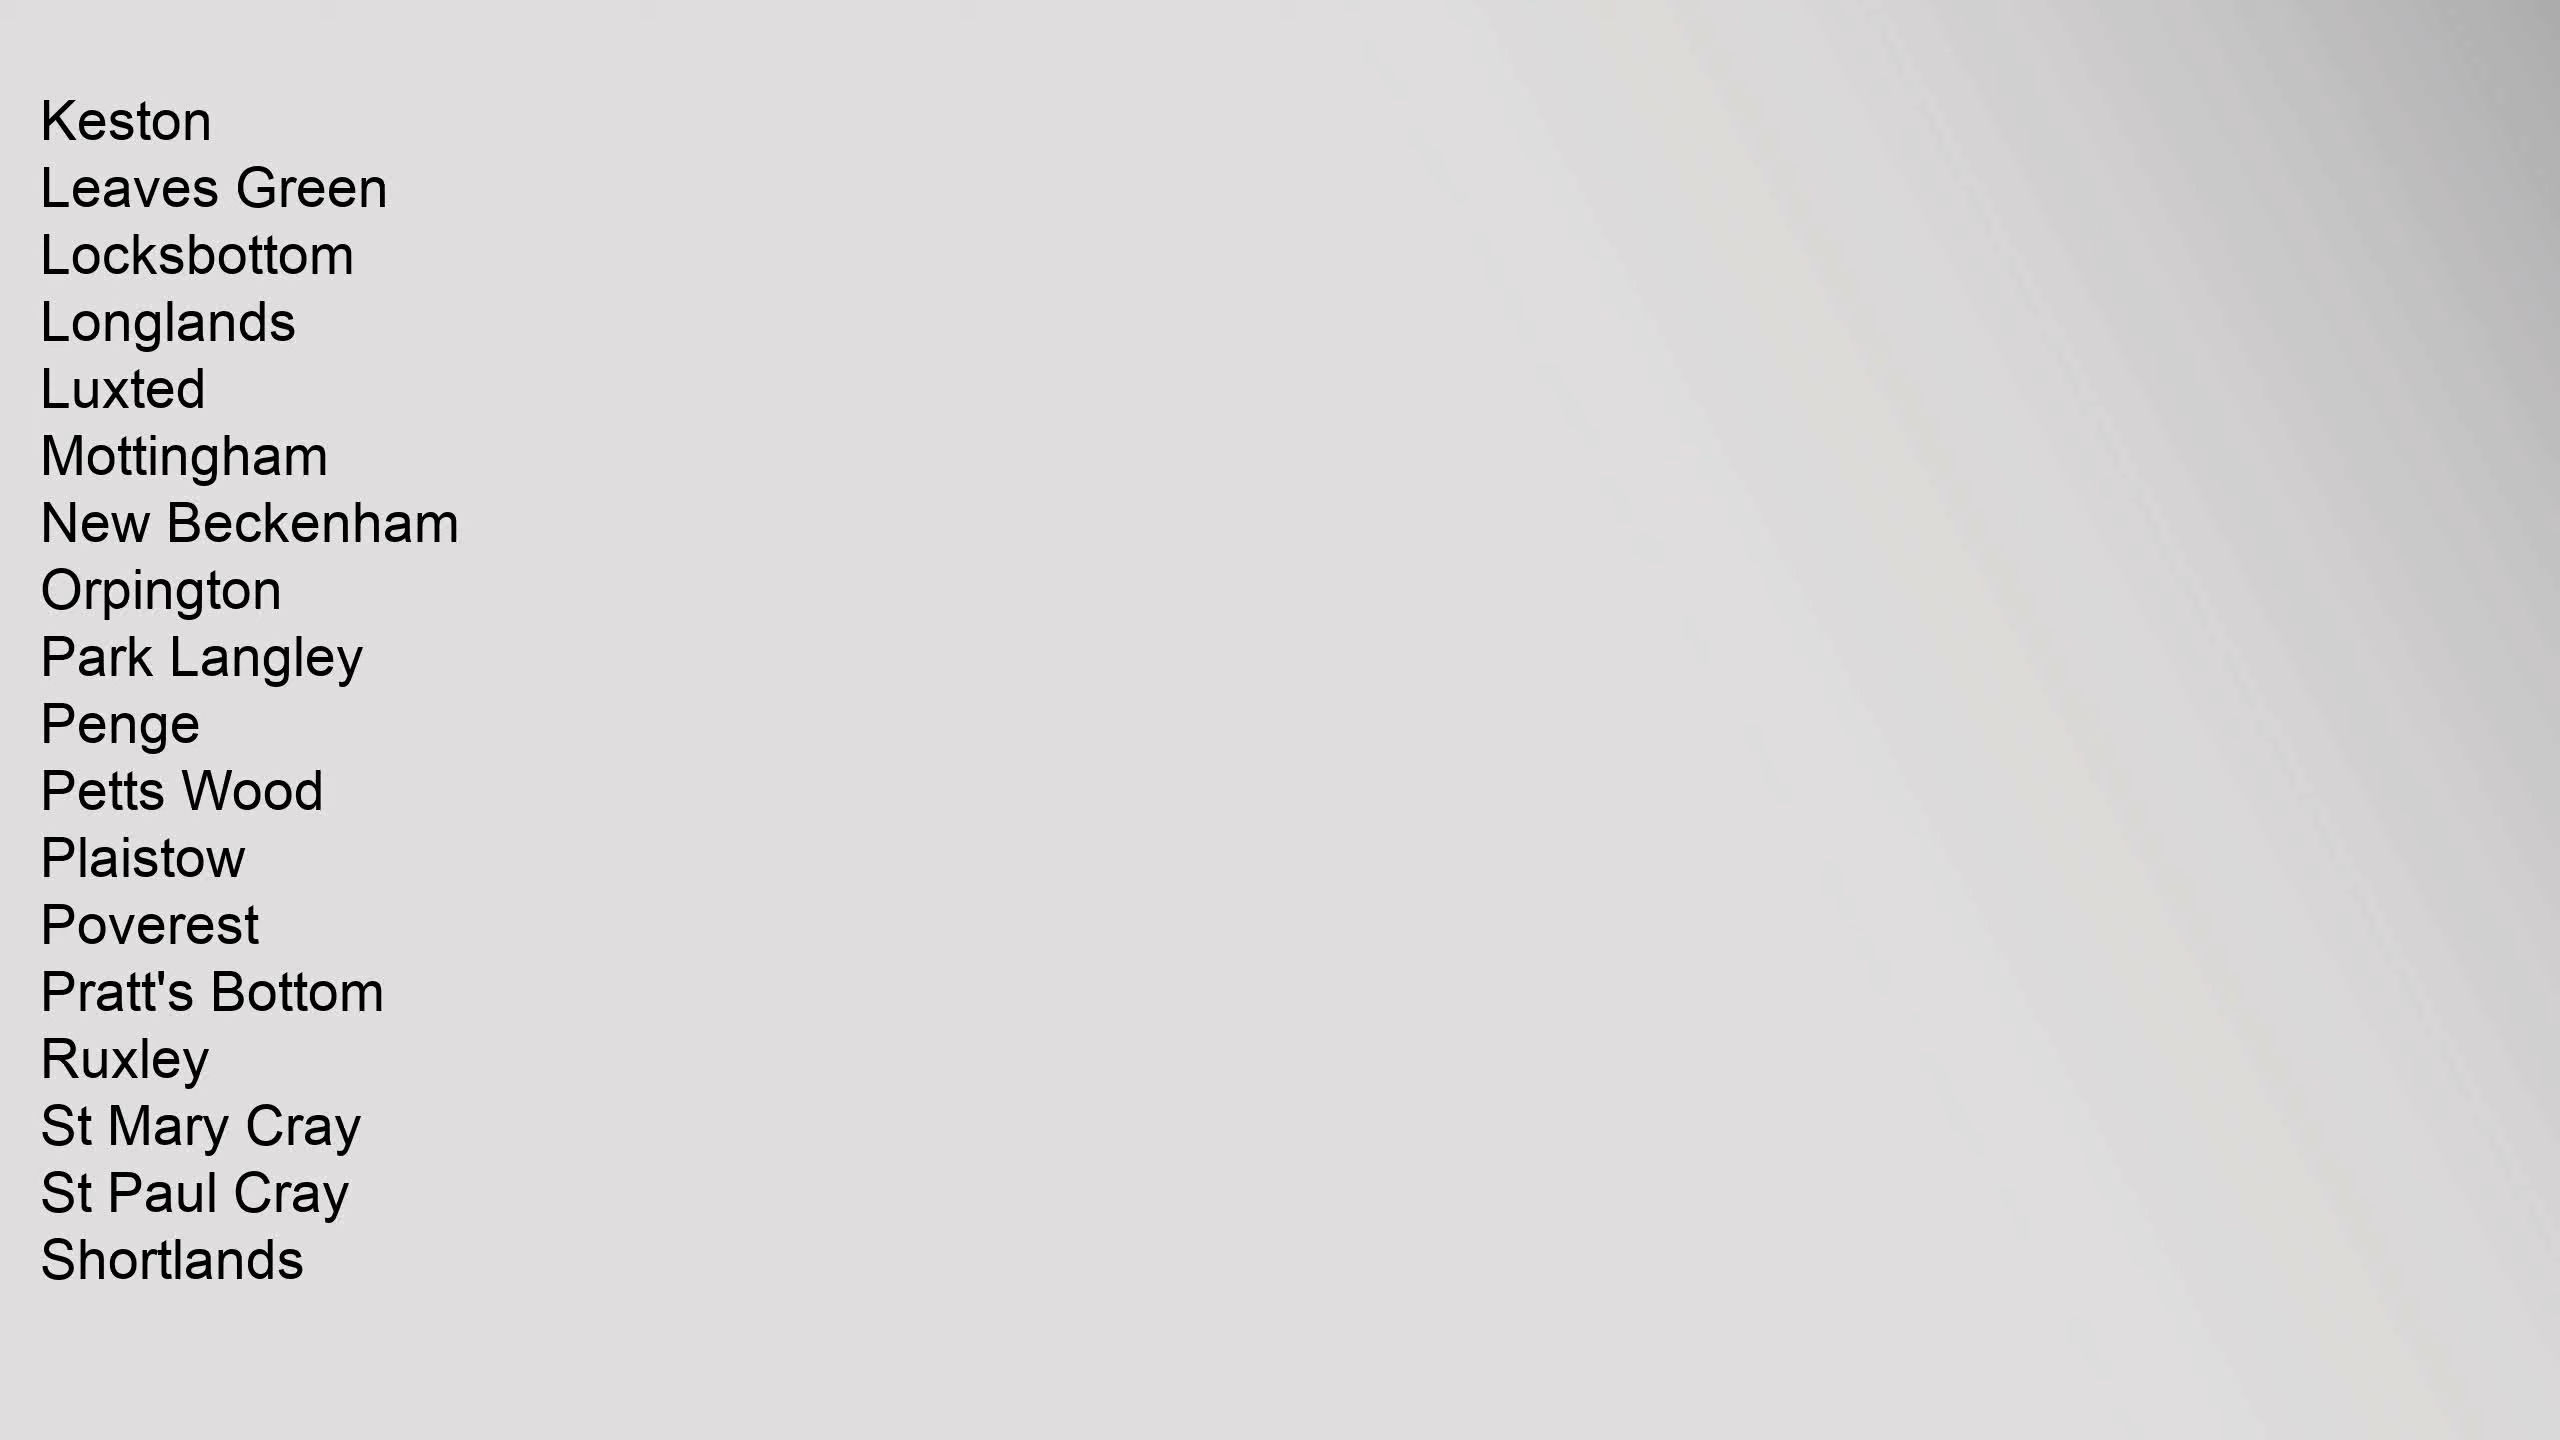 Keston
Leaves Green
Locksbottom
Longlands
Luxted
Mottingham
New Beckenham
Orpington
Park Langley
Penge
Petts Wood
Plaistow
Poverest
Pratt's Bottom
Ruxley
St Mary Cray
St Paul Cray
Shortlands